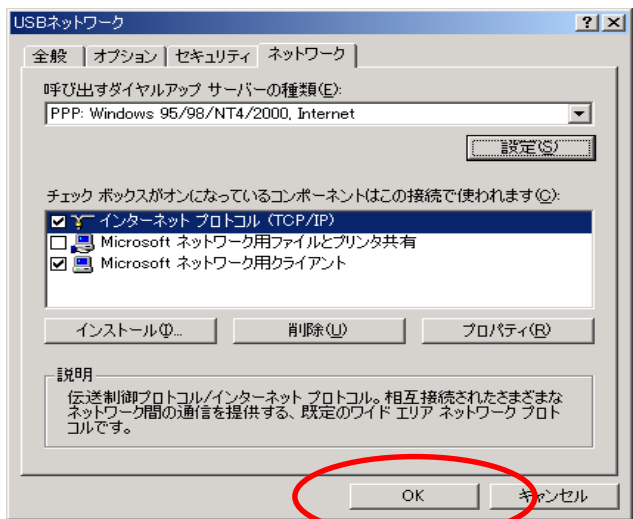 USBネットワーク
全般 オプション セキュリティ ネットワーク
呼び出すダイヤルアップ サーバーの種類(E):
PPP: Windows 95/98/NT4/2000, Internet
設定(S)
チェック ボックスがオンになっているコンポーネントはこの接続で使われます(C):
インターネット プロトコル (TCP/IP)
Microsoft ネットワーク用ファイルとプリンタ共有
Microsoft ネットワーク用クライアント
インストール(I)... 削除(U) プロパティ(R)
説明
伝送制御プロトコル/インターネット プロトコル。相互接続されたさまざまな
ネットワーク間の通信を提供する、既定のワイド エリア ネットワーク プロト
コルです。
OK キャンセル